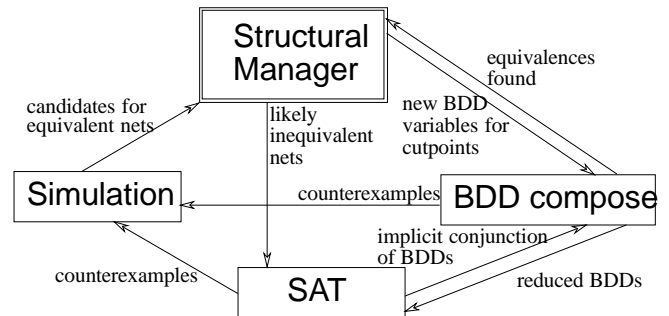 Structural
Manager
equivalences
found
candidates for
equivalent nets
likely
inequivalent
nets
new BDD
variables for
cutpoints
Simulation
counterexamples
BDD compose
implicit conjunction
of BDDs
counterexamples
SAT
reduced BDDs